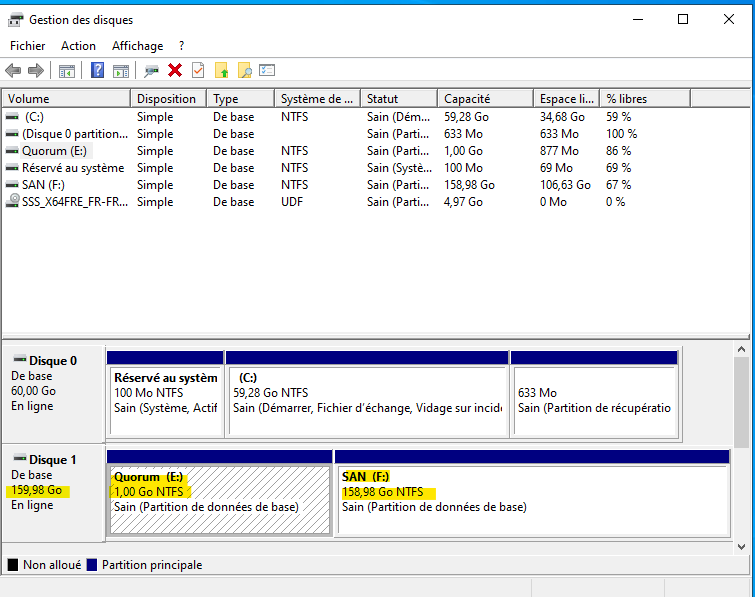 Gestion des disques
Fichier Action Affichage ?
Volume Disposition Type Système de ... Statut Capacité Espace li... % libres
(C:) Simple De base NTFS Sain (Dém... 59,28 Go 34,68 Go 59 %
(Disque 0 partition... Simple De base Sain (Parti... 633 Mo 633 Mo 100 %
Quorum (E:) Simple De base NTFS Sain (Parti... 1,00 Go 877 Mo 86 %
Réservé au système Simple De base NTFS Sain (Systè... 100 Mo 69 Mo 69 %
SAN (F:) Simple De base NTFS Sain (Parti... 158,98 Go 106,63 Go 67 %
SSS_X64FRE_FR-FR... Simple De base UDF Sain (Parti... 4,97 Go 0 Mo 0 %
Disque 0
De base
60,00 Go
En ligne
Réservé au systèm
100 Mo NTFS
Sain (Système, Actif
(C:)
59,28 Go NTFS
Sain (Démarrer, Fichier d'échange, Vidage sur incid
633 Mo
Sain (Partition de récupératio
Disque 1
De base
159,98 Go
En ligne
Quorum (E:)
1,00 Go NTFS
Sain (Partition de données de base)
SAN (F:)
158,98 Go NTFS
Sain (Partition de données de base)
Non alloué Partition principale